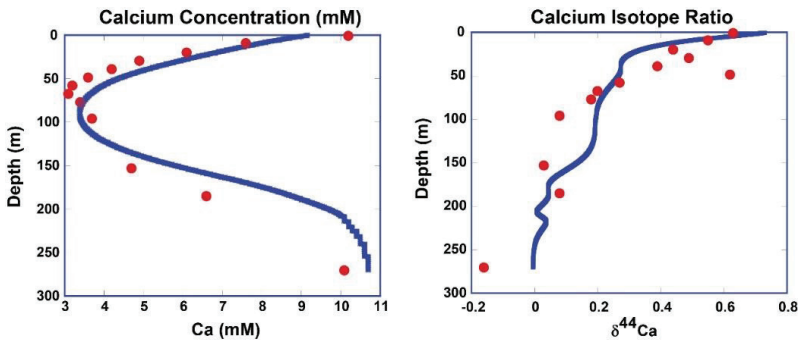 Calcium Concentration (mM)
0
50
100
150
200
250
300
Depth (m)
3 4 5 6 7 8 9 10 11
Ca (mM)
Calcium Isotope Ratio
0
50
100
150
200
250
300
Depth (m)
-0.2 0 0.2 0.4 0.6 0.8
δ⁴⁴Ca